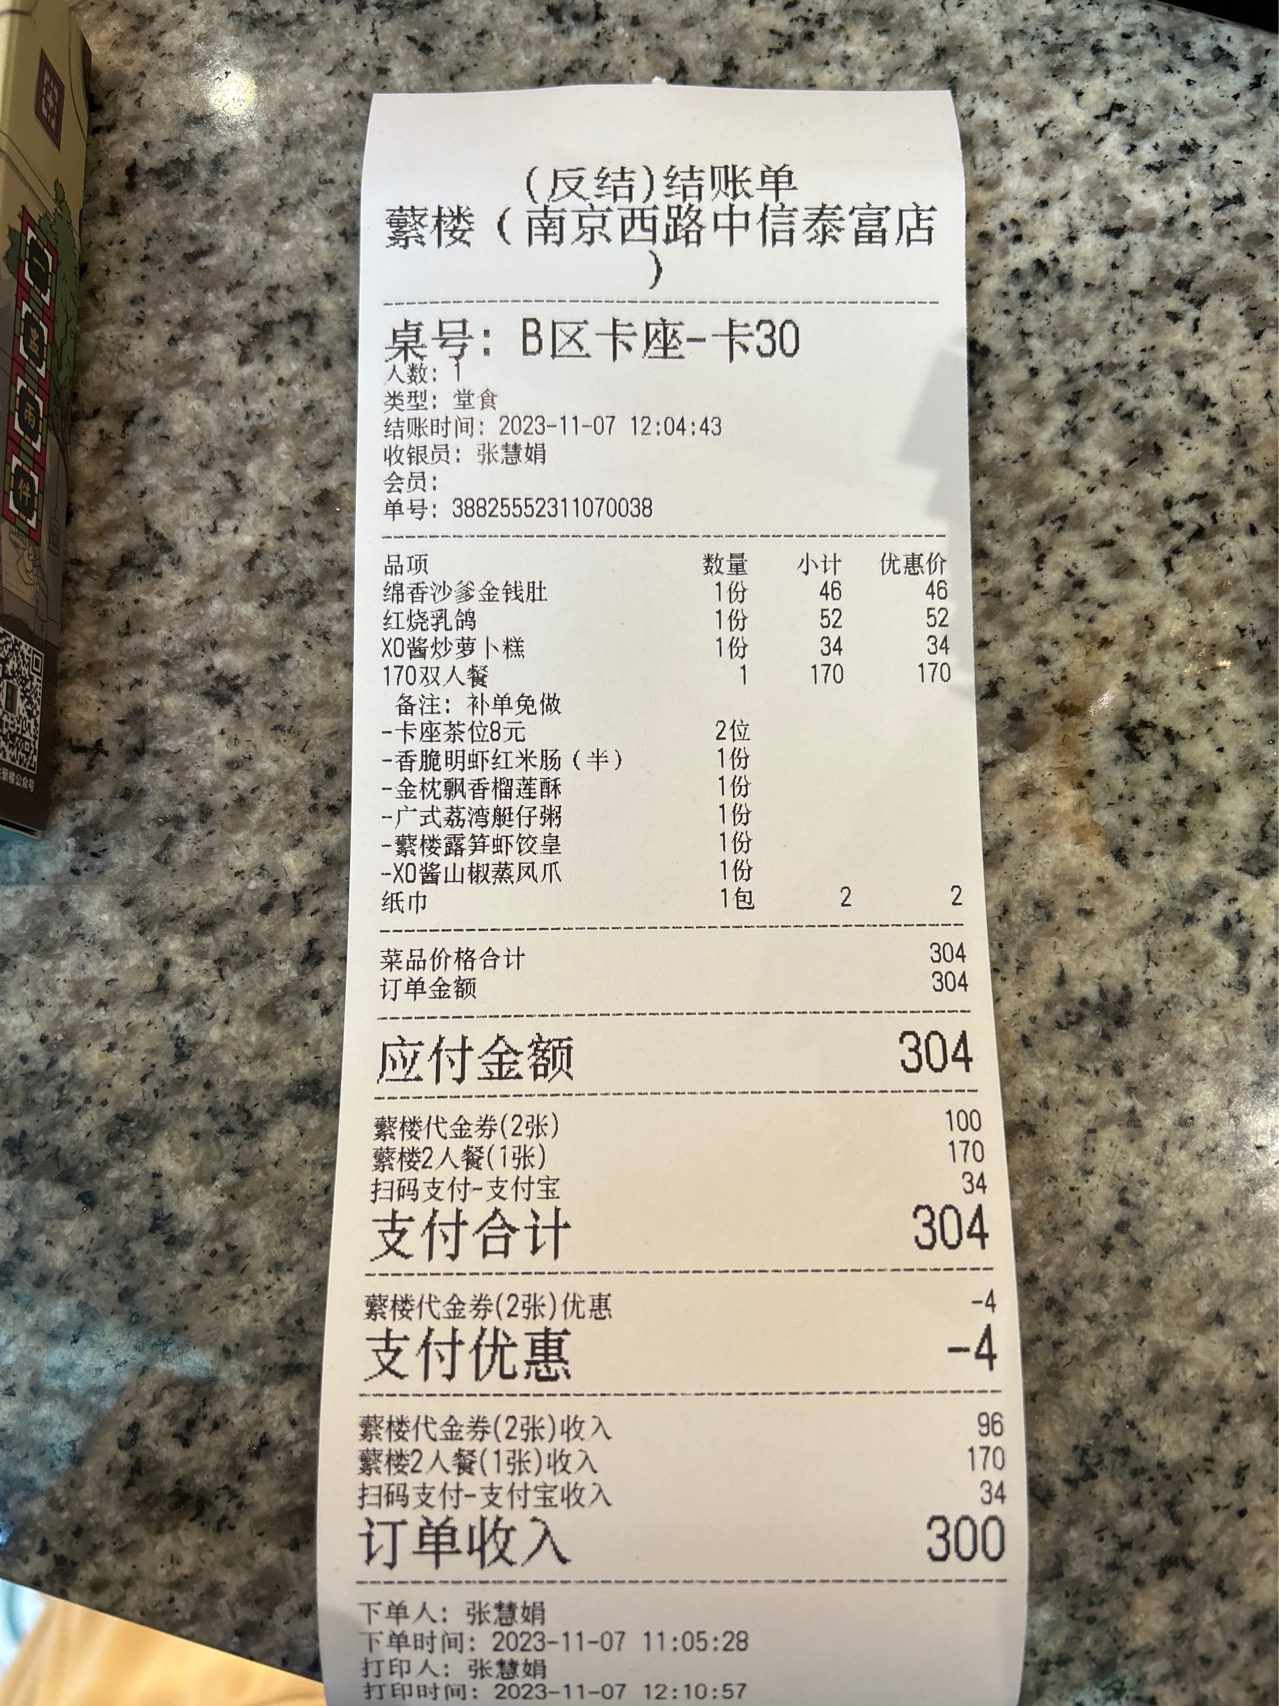 (反结)结账单
蘩楼（南京西路中信泰富店
）
桌号: B区卡座-卡30
人数: 1
类型: 堂食
结账时间: 2023-11-07 12:04:43
收银员: 张慧娟
会员:
单号: 38825552311070038
品项 数量 小计 优惠价
绵香沙爹金钱肚 1份 46 46
红烧乳鸽 1份 52 52
XO酱炒萝卜糕 1份 34 34
170双人餐 1 170 170
备注: 补单免做
-卡座茶位8元 2位
-香脆明虾红米肠（半） 1份
-金枕飘香榴莲酥 1份
-广式荔湾艇仔粥 1份
-蘩楼露笋虾饺皇 1份
-XO酱山椒蒸凤爪 1份
纸巾 1包 2 2
菜品价格合计 304
订单金额 304
应付金额 304
蘩楼代金券(2张) 100
蘩楼2人餐(1张) 170
扫码支付-支付宝 34
支付合计 304
蘩楼代金券(2张)优惠 -4
支付优惠 -4
蘩楼代金券(2张)收入 96
蘩楼2人餐(1张)收入 170
扫码支付-支付宝收入 34
订单收入 300
下单人: 张慧娟
下单时间: 2023-11-07 11:05:28
打印人: 张慧娟
打印时间: 2023-11-07 12:10:57